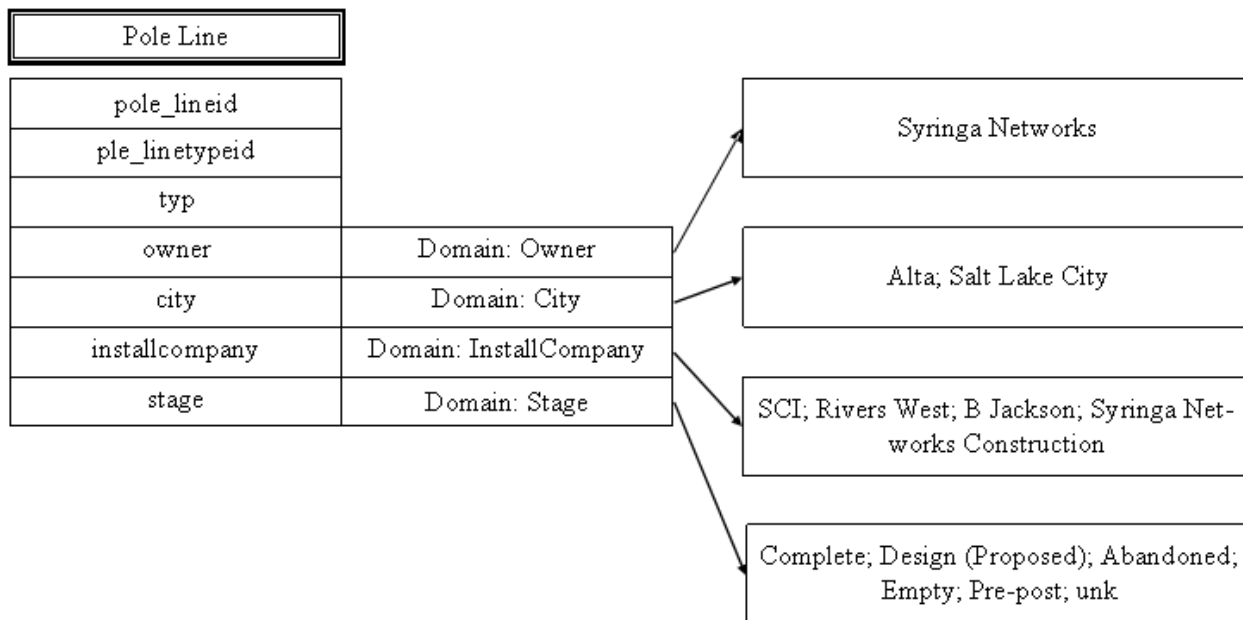 Pole Line
pole_lineid
ple_linetypeid
typ
owner
Domain: Owner
city
Domain: City
installcompany
Domain: InstallCompany
stage
Domain: Stage
Syringa Networks
Alta; Salt Lake City
SCI; Rivers West; B Jackson; Syringa Net-
works Construction
Complete; Design (Proposed); Abandoned;
Empty; Pre-post; unk